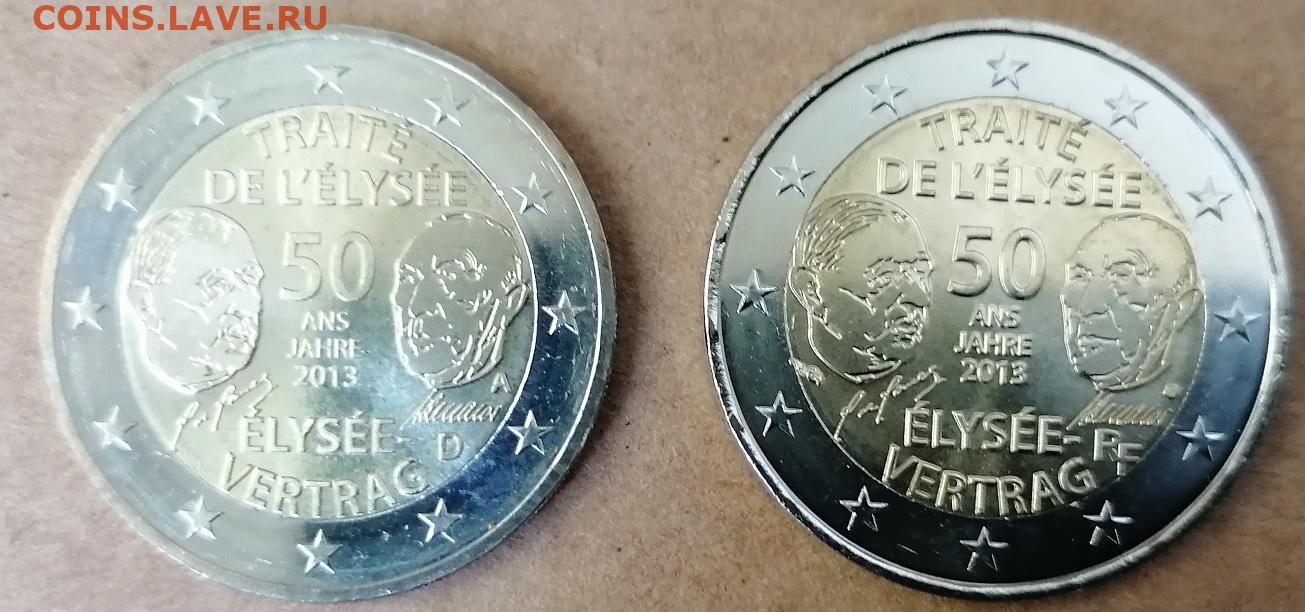 COINS.LAVE.RU
TRAITÉ
DE L'ÉLYSÉE
50
ANS
JAHRE
2013
A
ÉLYSÉE-
D
VERTRAG
TRAITÉ
DE L'ÉLYSÉE
50
ANS
JAHRE
2013
ÉLYSÉE-
RF
VERTRAG